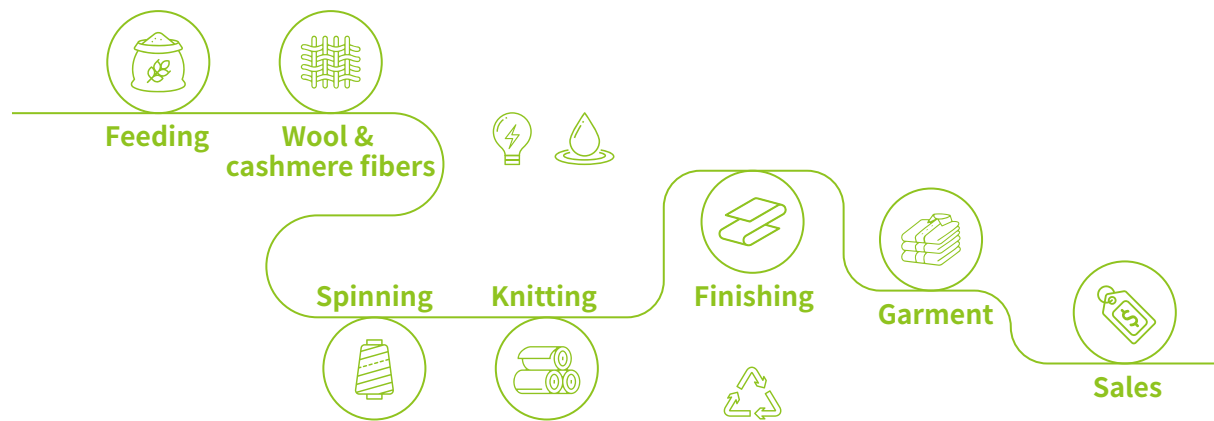 Feeding
Wool &
cashmere fibers
Spinning
Knitting
Finishing
Garment
$
Sales